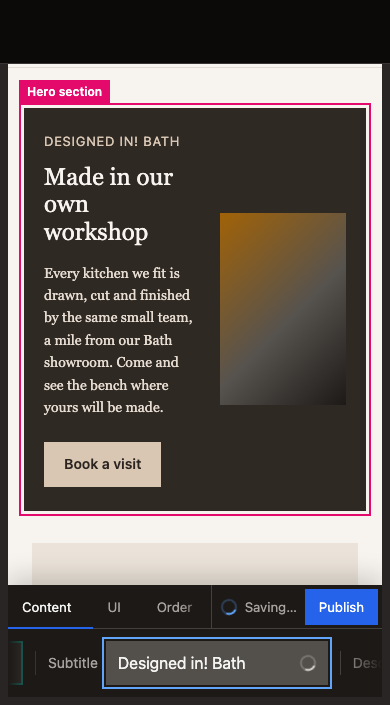 Hero section
DESIGNED IN! BATH
Made in our
own
workshop
Every kitchen we fit is
drawn, cut and finished
by the same small team,
a mile from our Bath
showroom. Come and
see the bench where
yours will be made.
Book a visit
Content UI Order Saving... Publish
Subtitle Designed in! Bath